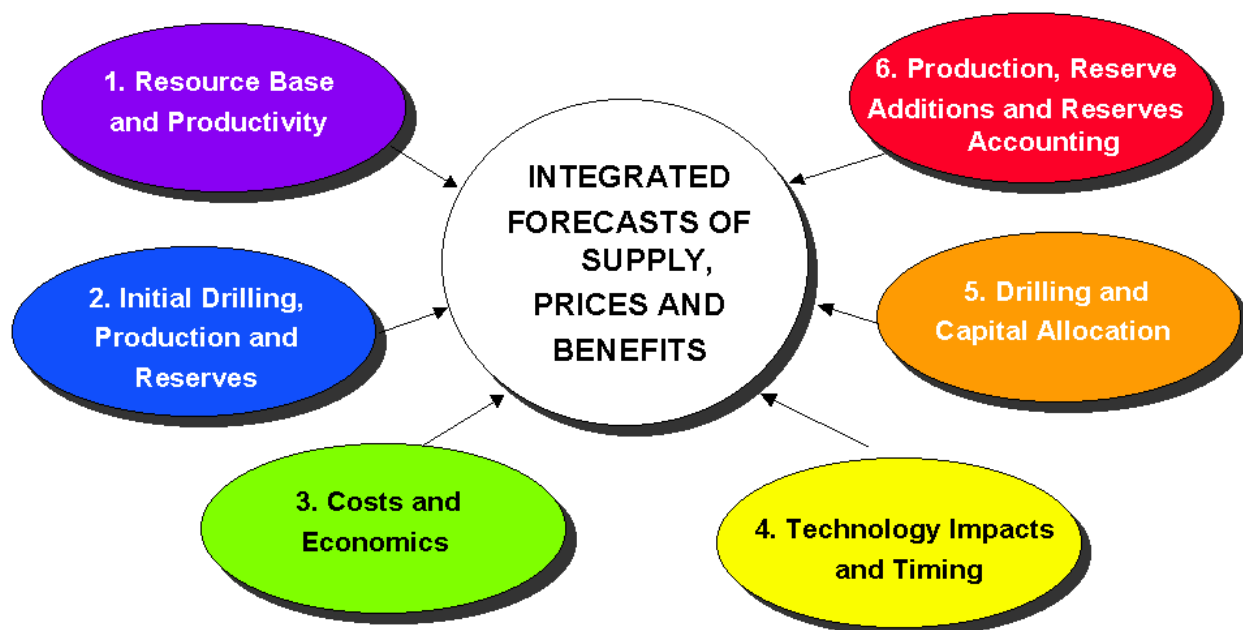 1. Resource Base
and Productivity
2. Initial Drilling,
Production and
Reserves
3. Costs and
Economics
INTEGRATED
FORECASTS OF
SUPPLY,
PRICES AND
BENEFITS
4. Technology Impacts
and Timing
5. Drilling and
Capital Allocation
6. Production, Reserve
Additions and Reserves
Accounting